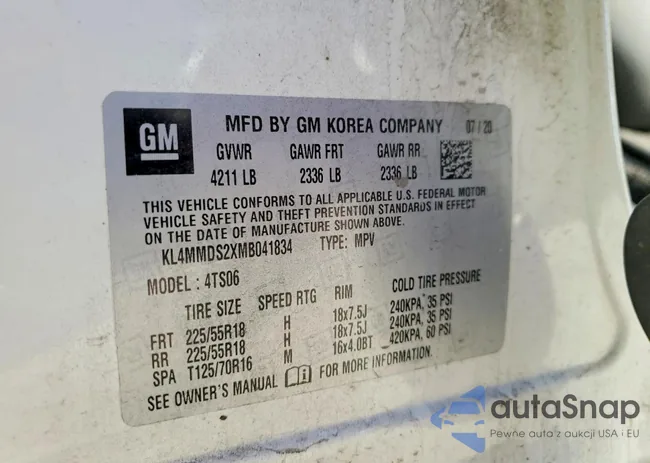 GM
MFD BY GM KOREA COMPANY 07/20
GVWR GAWR FRT GAWR RR
4211 LB 2336 LB 2336 LB
THIS VEHICLE CONFORMS TO ALL APPLICABLE U.S. FEDERAL MOTOR
VEHICLE SAFETY AND THEFT PREVENTION STANDARDS IN EFFECT
ON THE DATE OF MANUFACTURE SHOWN ABOVE.
KL4MMDS2XMB041834 TYPE: MPV
MODEL: 4TS06
TIRE SIZE SPEED RTG RIM COLD TIRE PRESSURE
FRT 225/55R18 H 18x7.5J 240KPA, 35 PSI
RR 225/55R18 H 18x7.5J 240KPA, 35 PSI
SPA T125/70R16 M 16x4.0BT 420KPA, 60 PSI
SEE OWNER'S MANUAL FOR MORE INFORMATION.
autaSnap
Pewne auta z aukcji USA i EU